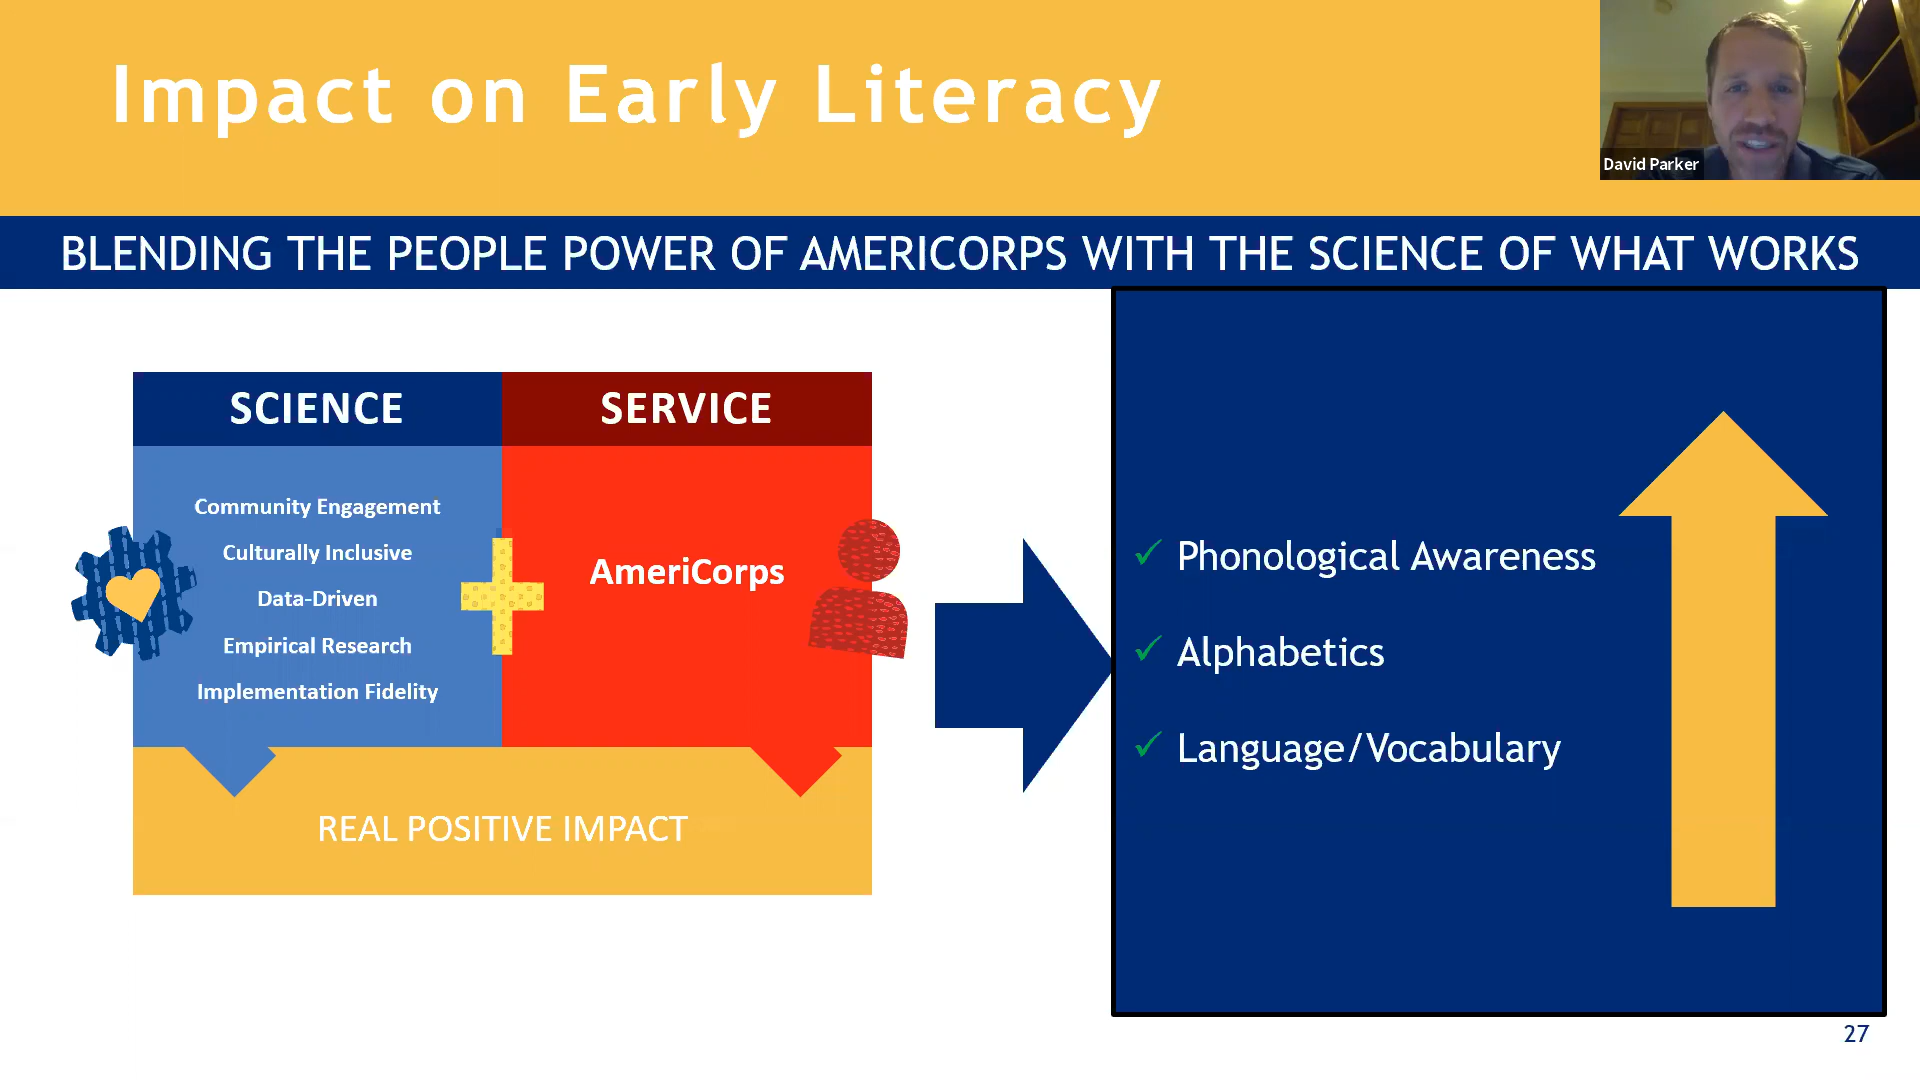 Impact on Early Literacy
David Parker
BLENDING THE PEOPLE POWER OF AMERICORPS WITH THE SCIENCE OF WHAT WORKS
SCIENCE
Community Engagement
Culturally Inclusive
Data-Driven
Empirical Research
Implementation Fidelity
SERVICE
AmeriCorps
REAL POSITIVE IMPACT
Phonological Awareness
Alphabetics
Language/Vocabulary
27